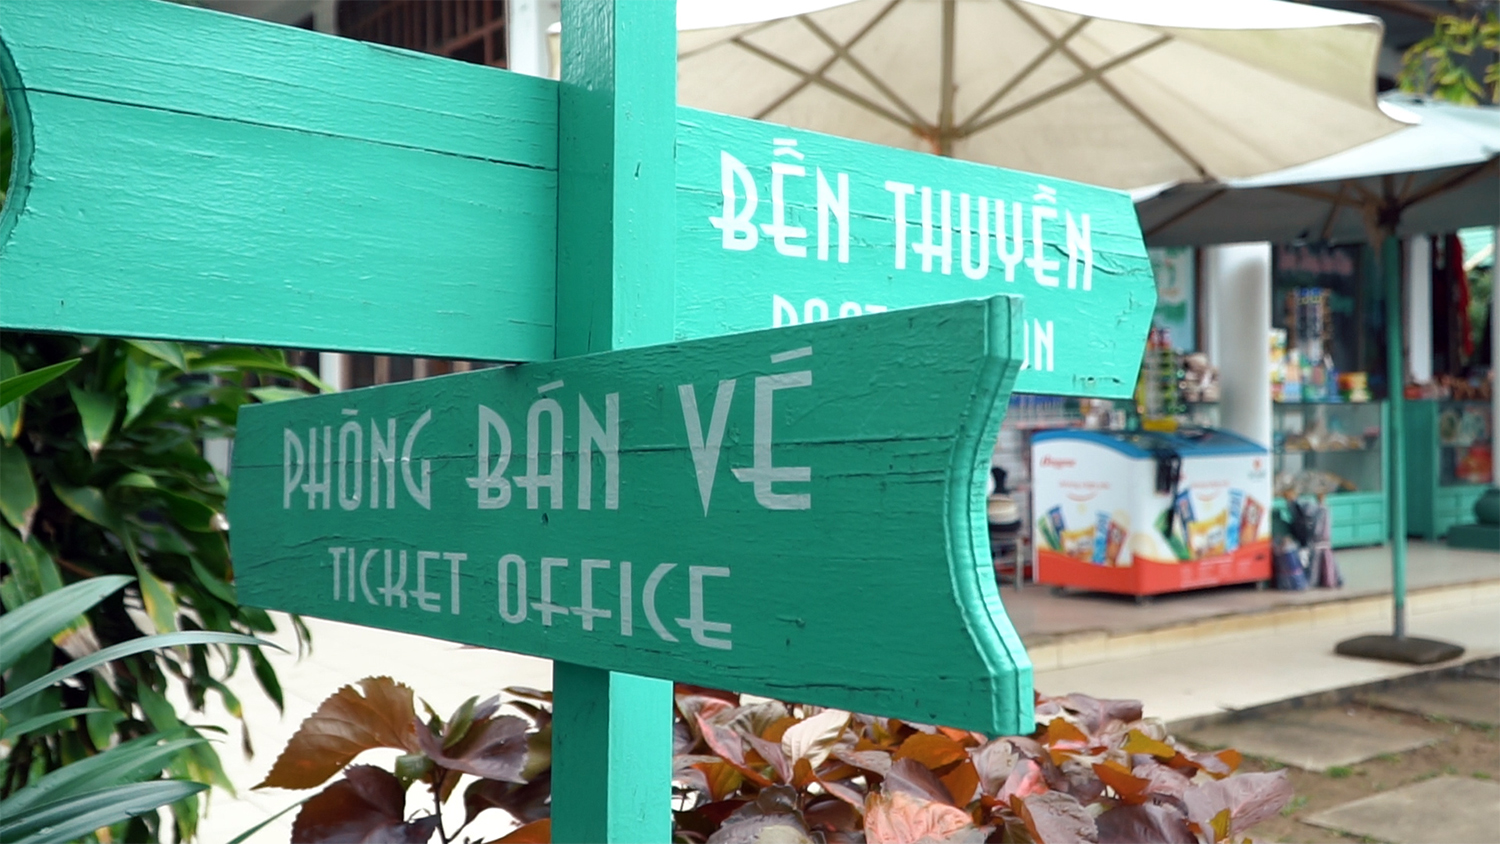 BẾN THUYỀN
PHÒNG BÁN VÉ
TICKET OFFICE